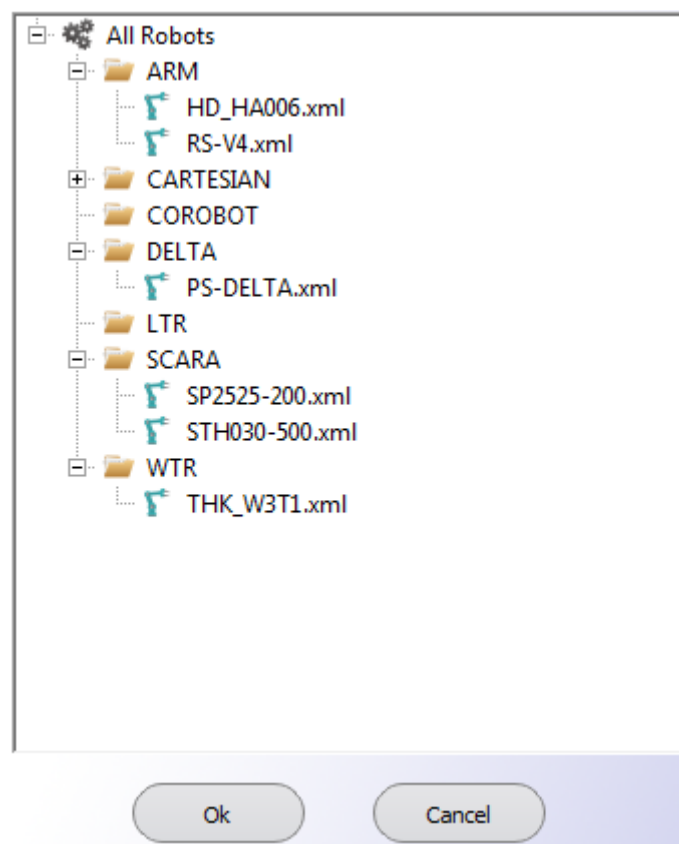 All Robots
ARM
HD_HA006.xml
RS-V4.xml
CARTESIAN
COROBOT
DELTA
PS-DELTA.xml
LTR
SCARA
SP2525-200.xml
STH030-500.xml
WTR
THK_W3T1.xml
Ok Cancel